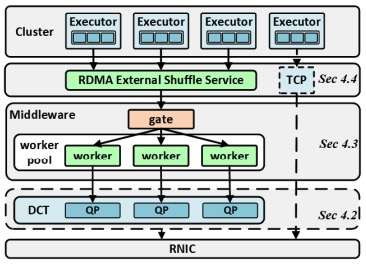 Cluster
Executor Executor Executor Executor
RDMA External Shuffle Service
TCP
Sec 4.4
Middleware
gate
Sec 4.3
worker
pool
worker worker worker
DCT
QP QP QP
Sec 4.2
RNIC